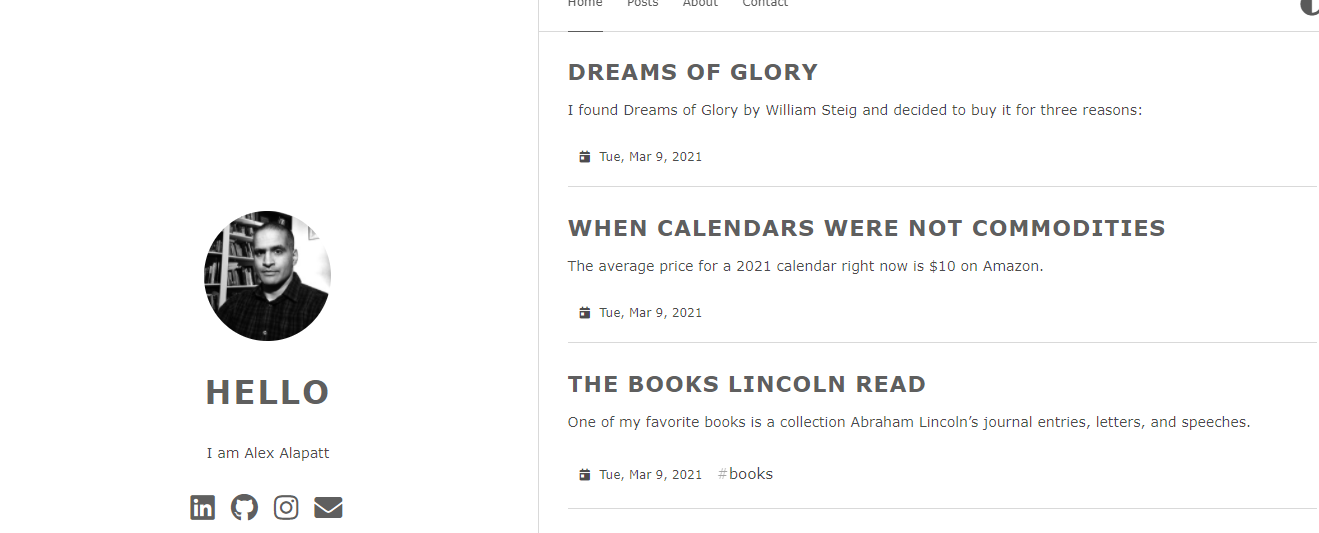 Home Posts About Contact
DREAMS OF GLORY
I found Dreams of Glory by William Steig and decided to buy it for three reasons:
Tue, Mar 9, 2021
WHEN CALENDARS WERE NOT COMMODITIES
The average price for a 2021 calendar right now is $10 on Amazon.
Tue, Mar 9, 2021
THE BOOKS LINCOLN READ
One of my favorite books is a collection Abraham Lincoln’s journal entries, letters, and speeches.
Tue, Mar 9, 2021 #books
HELLO
I am Alex Alapatt